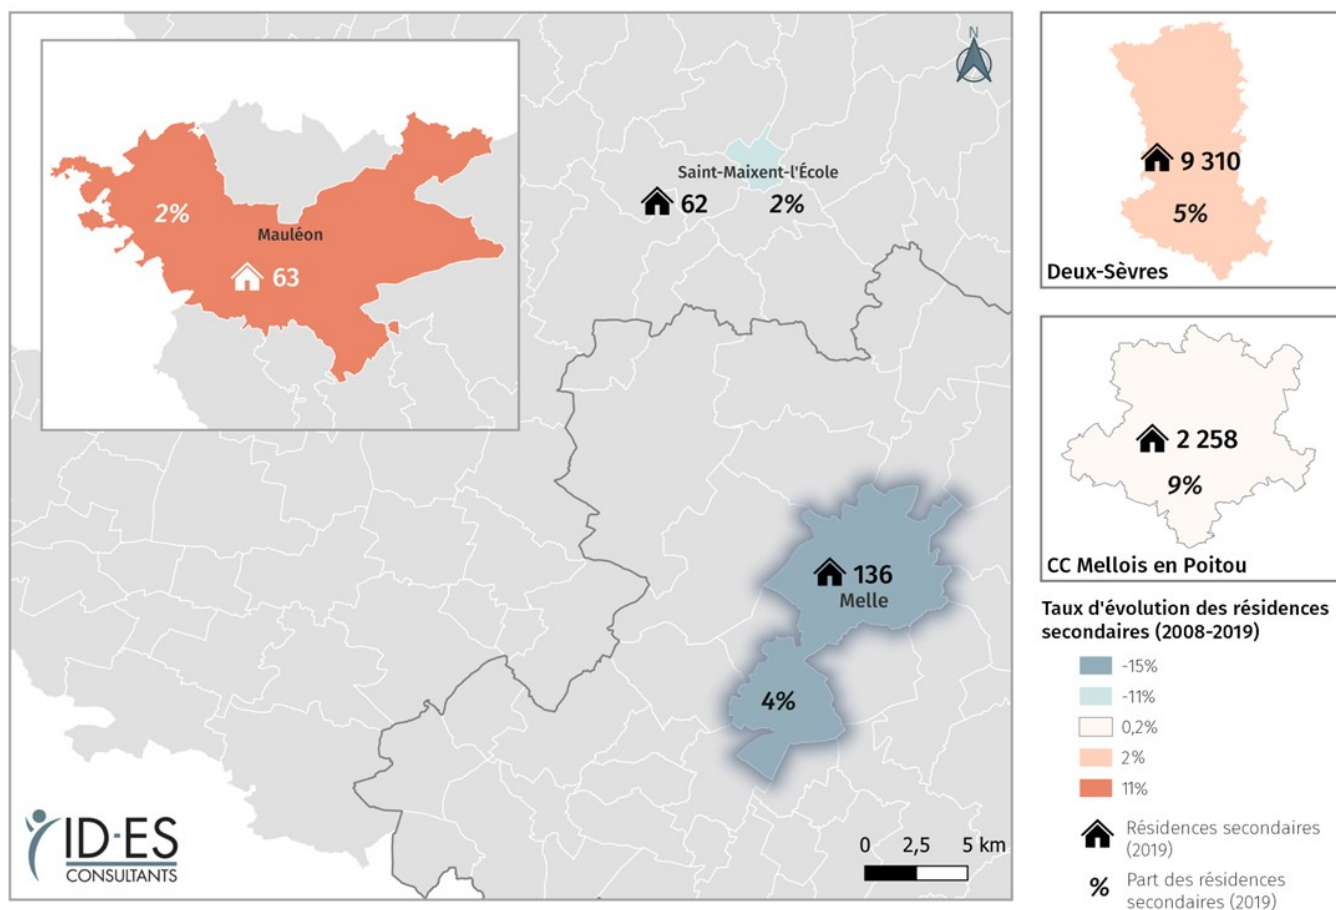 N
2%
Mauléon
63
Saint-Maixent-l'École
62
2%
136
Melle
4%
0 2,5 5 km
ID-ES
CONSULTANTS
9 310
5%
Deux-Sèvres
2 258
9%
CC Mellois en Poitou
Taux d'évolution des résidences
secondaires (2008-2019)
-15%
-11%
0,2%
2%
11%
Résidences secondaires
(2019)
% Part des résidences
secondaires (2019)